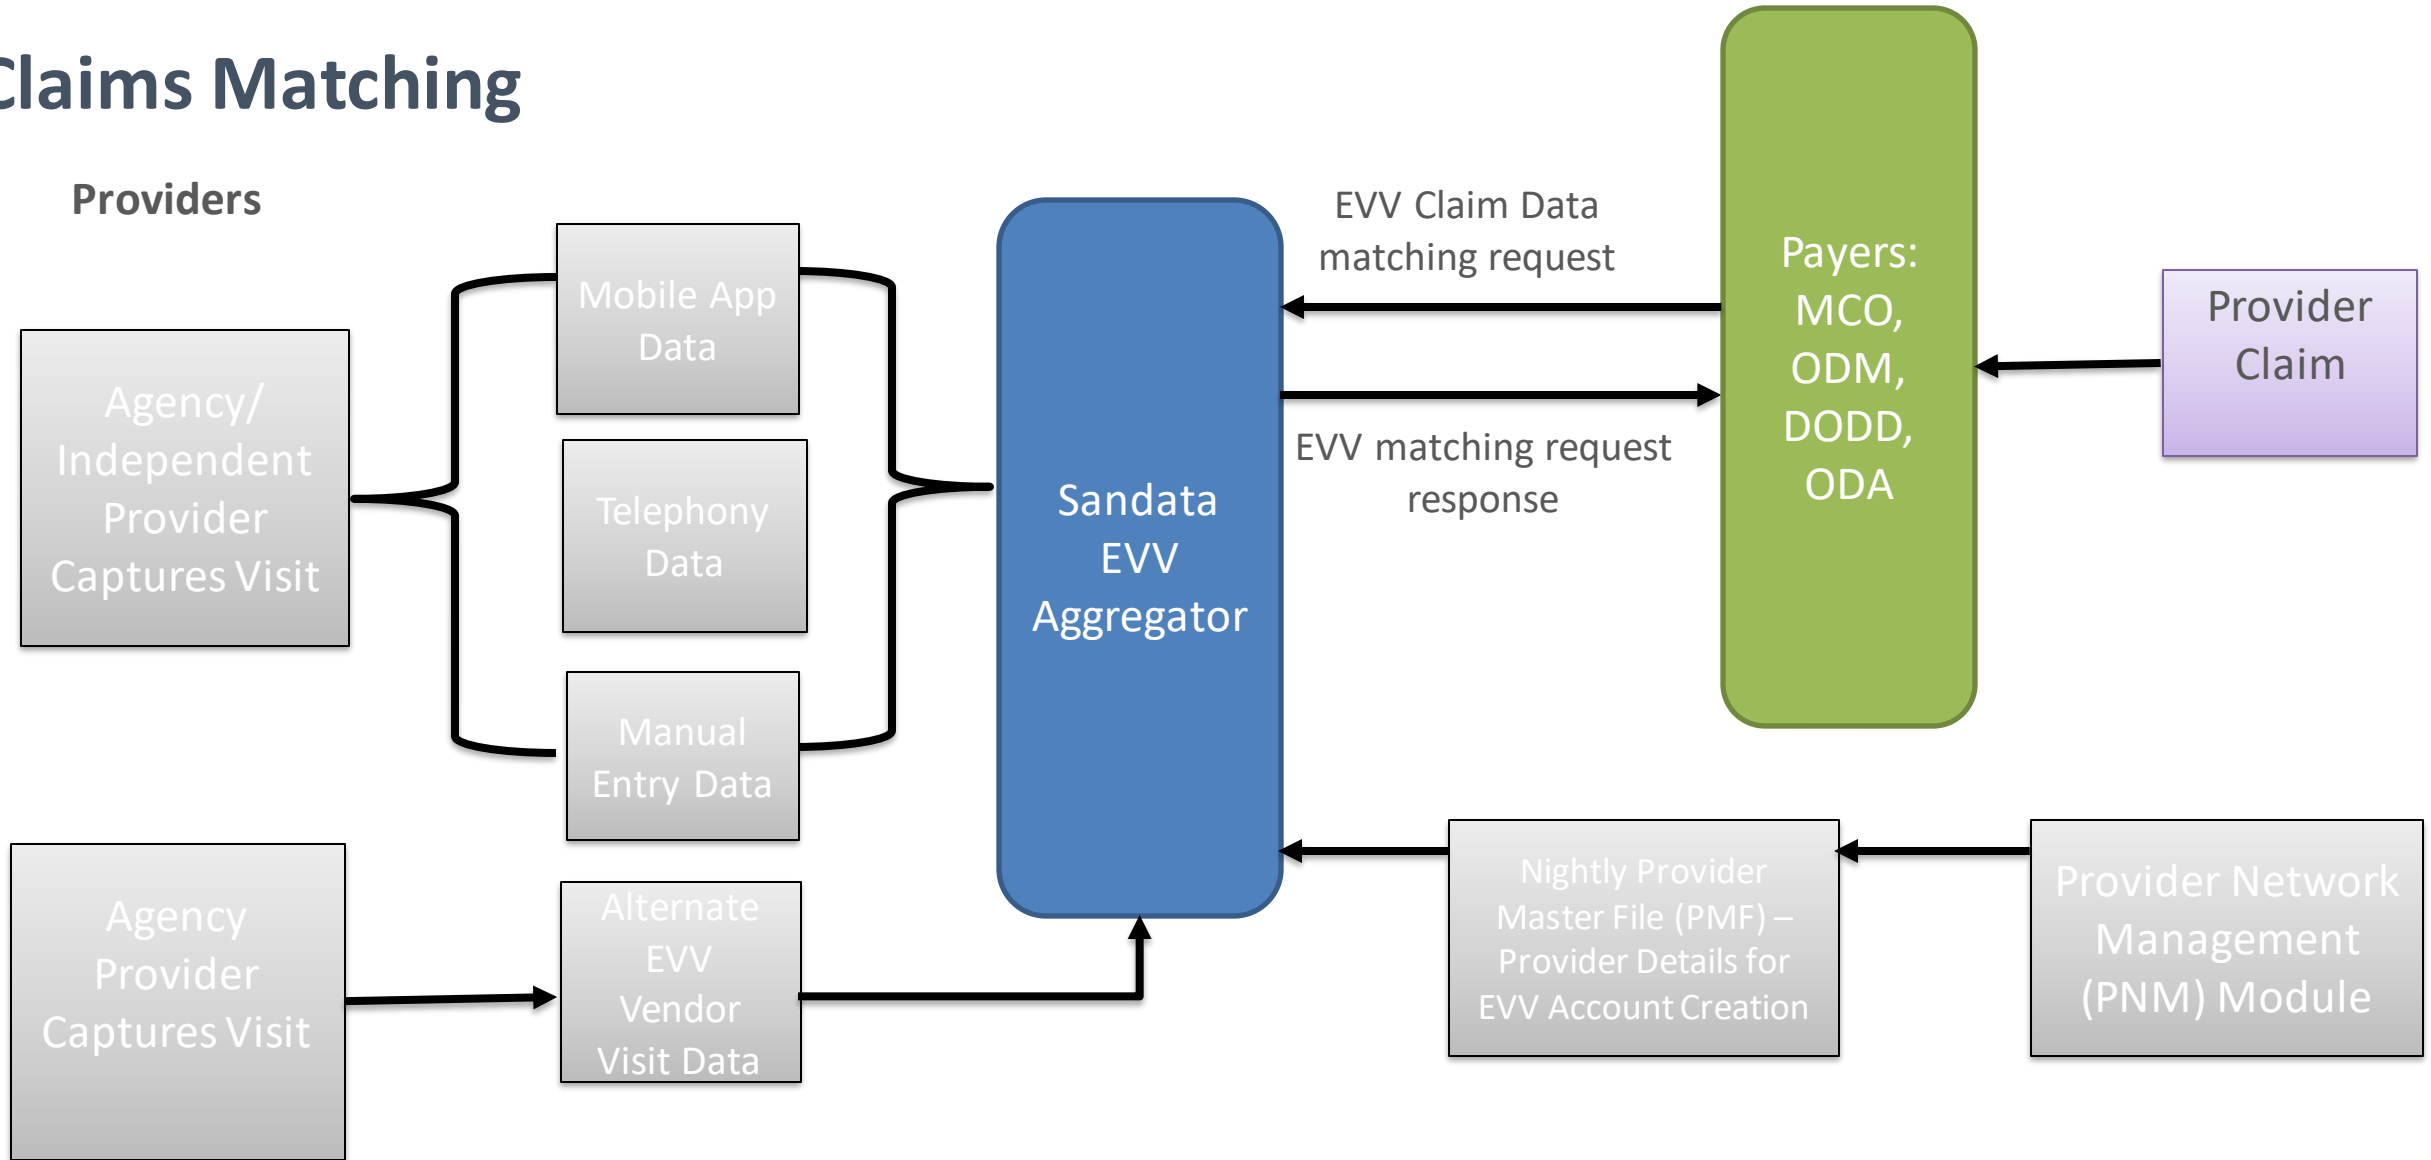 Claims Matching
Providers
Agency/
Independent
Provider
Captures Visit
Mobile App
Data
Telephony
Data
Manual
Entry Data
Agency
Provider
Captures Visit
Alternate
EVV
Vendor
Visit Data
Sandata
EVV
Aggregator
EVV Claim Data
matching request
EVV matching request
response
Payers:
MCO,
ODM,
DODD,
ODA
Provider
Claim
Nightly Provider
Master File (PMF) –
Provider Details for
EVV Account Creation
Provider Network
Management
(PNM) Module